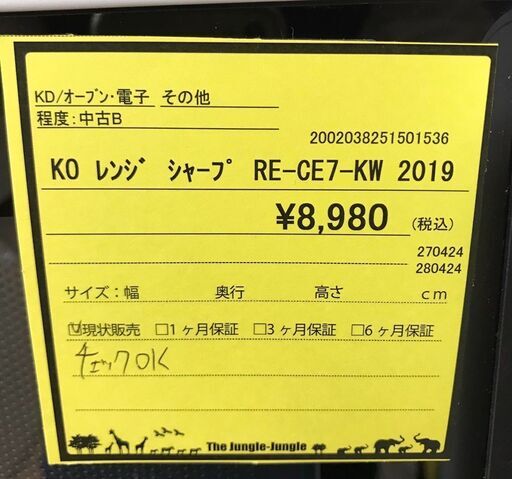 KD/オーブン・電子 その他
程度:中古B
2002038251501536
KO ﾚﾝｼﾞ ｼｬｰﾌﾟ RE-CE7-KW 2019
¥8,980 (税込)
270424
280424
サイズ:幅 奥行 高さ cm
☑現状販売 □1ヶ月保証 □3ヶ月保証 □6ヶ月保証
チェックOK
The Jungle-Jungle